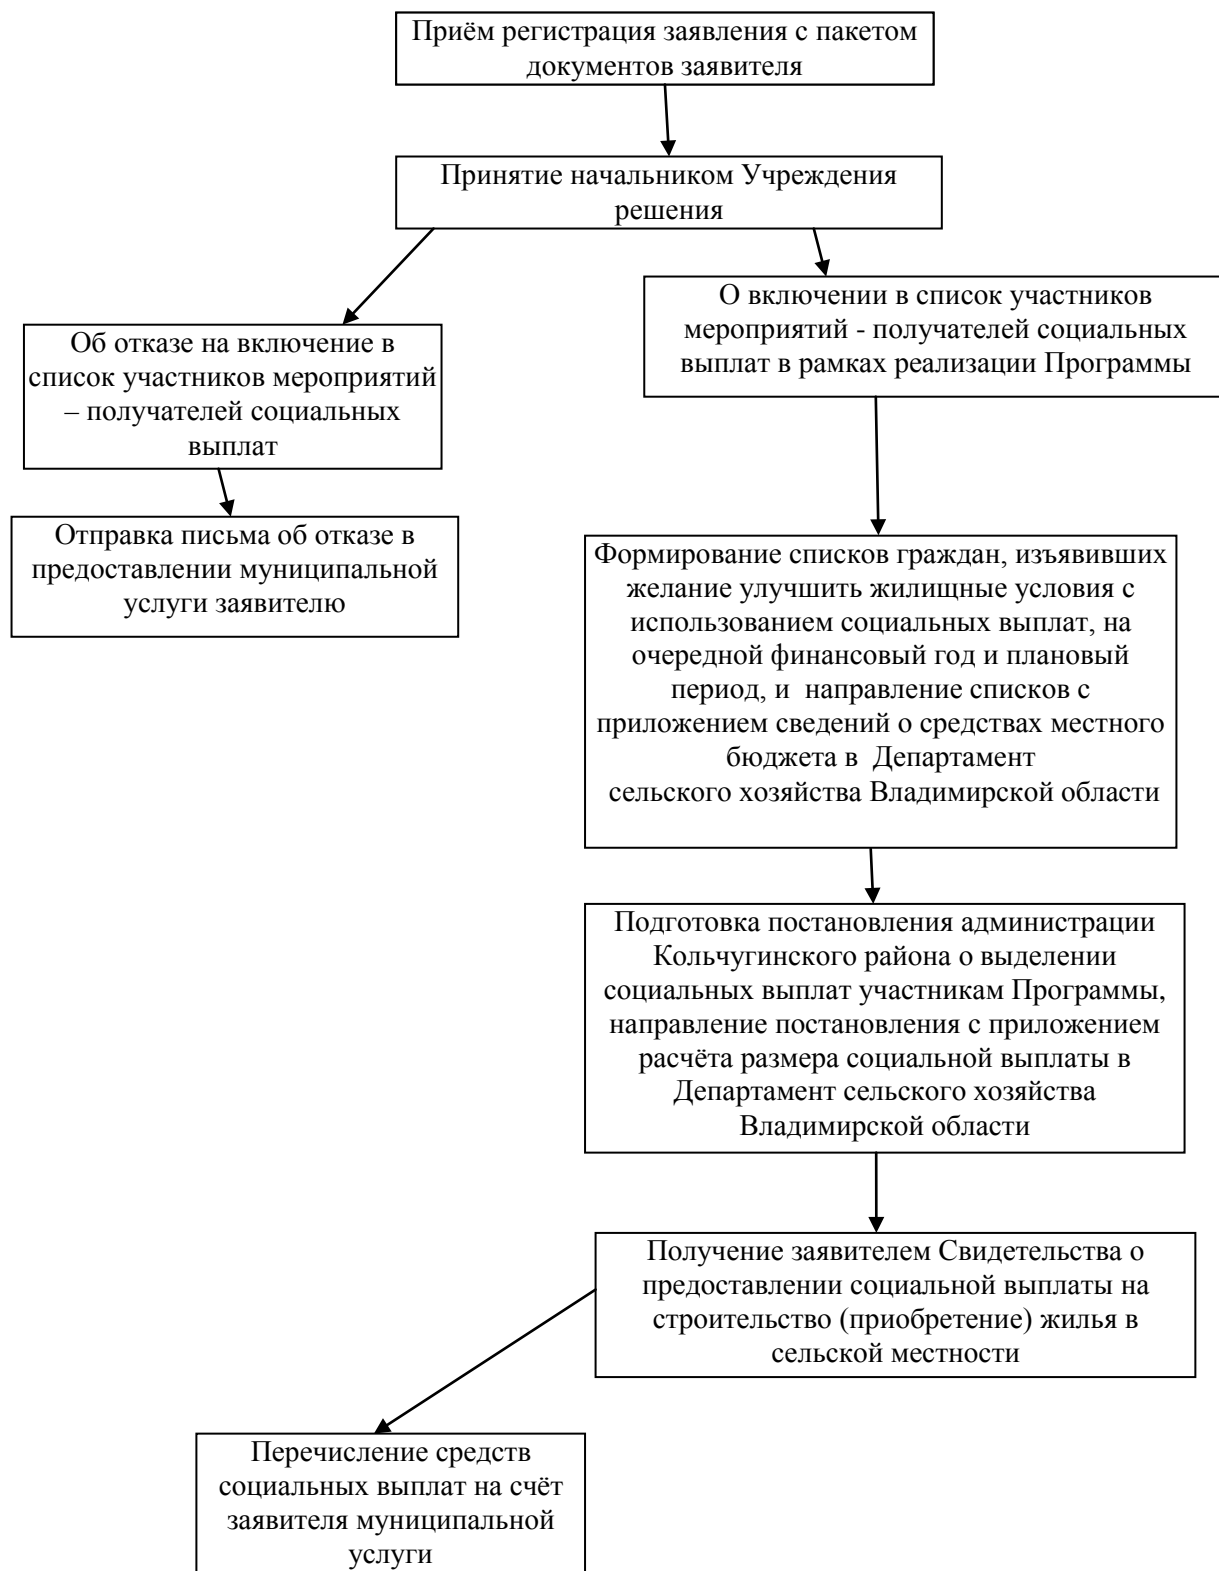 Приём регистрация заявления с пакетом
документов заявителя
Принятие начальником Учреждения
решения
Об отказе на включение в
список участников мероприятий
– получателей социальных
выплат
О включении в список участников
мероприятий - получателей социальных
выплат в рамках реализации Программы
Отправка письма об отказе в
предоставлении муниципальной
услуги заявителю
Формирование списков граждан, изъявивших
желание улучшить жилищные условия с
использованием социальных выплат, на
очередной финансовый год и плановый
период, и направление списков с
приложением сведений о средствах местного
бюджета в Департамент
сельского хозяйства Владимирской области
Подготовка постановления администрации
Кольчугинского района о выделении
социальных выплат участникам Программы,
направление постановления с приложением
расчёта размера социальной выплаты в
Департамент сельского хозяйства
Владимирской области
Получение заявителем Свидетельства о
предоставлении социальной выплаты на
строительство (приобретение) жилья в
сельской местности
Перечисление средств
социальных выплат на счёт
заявителя муниципальной
услуги